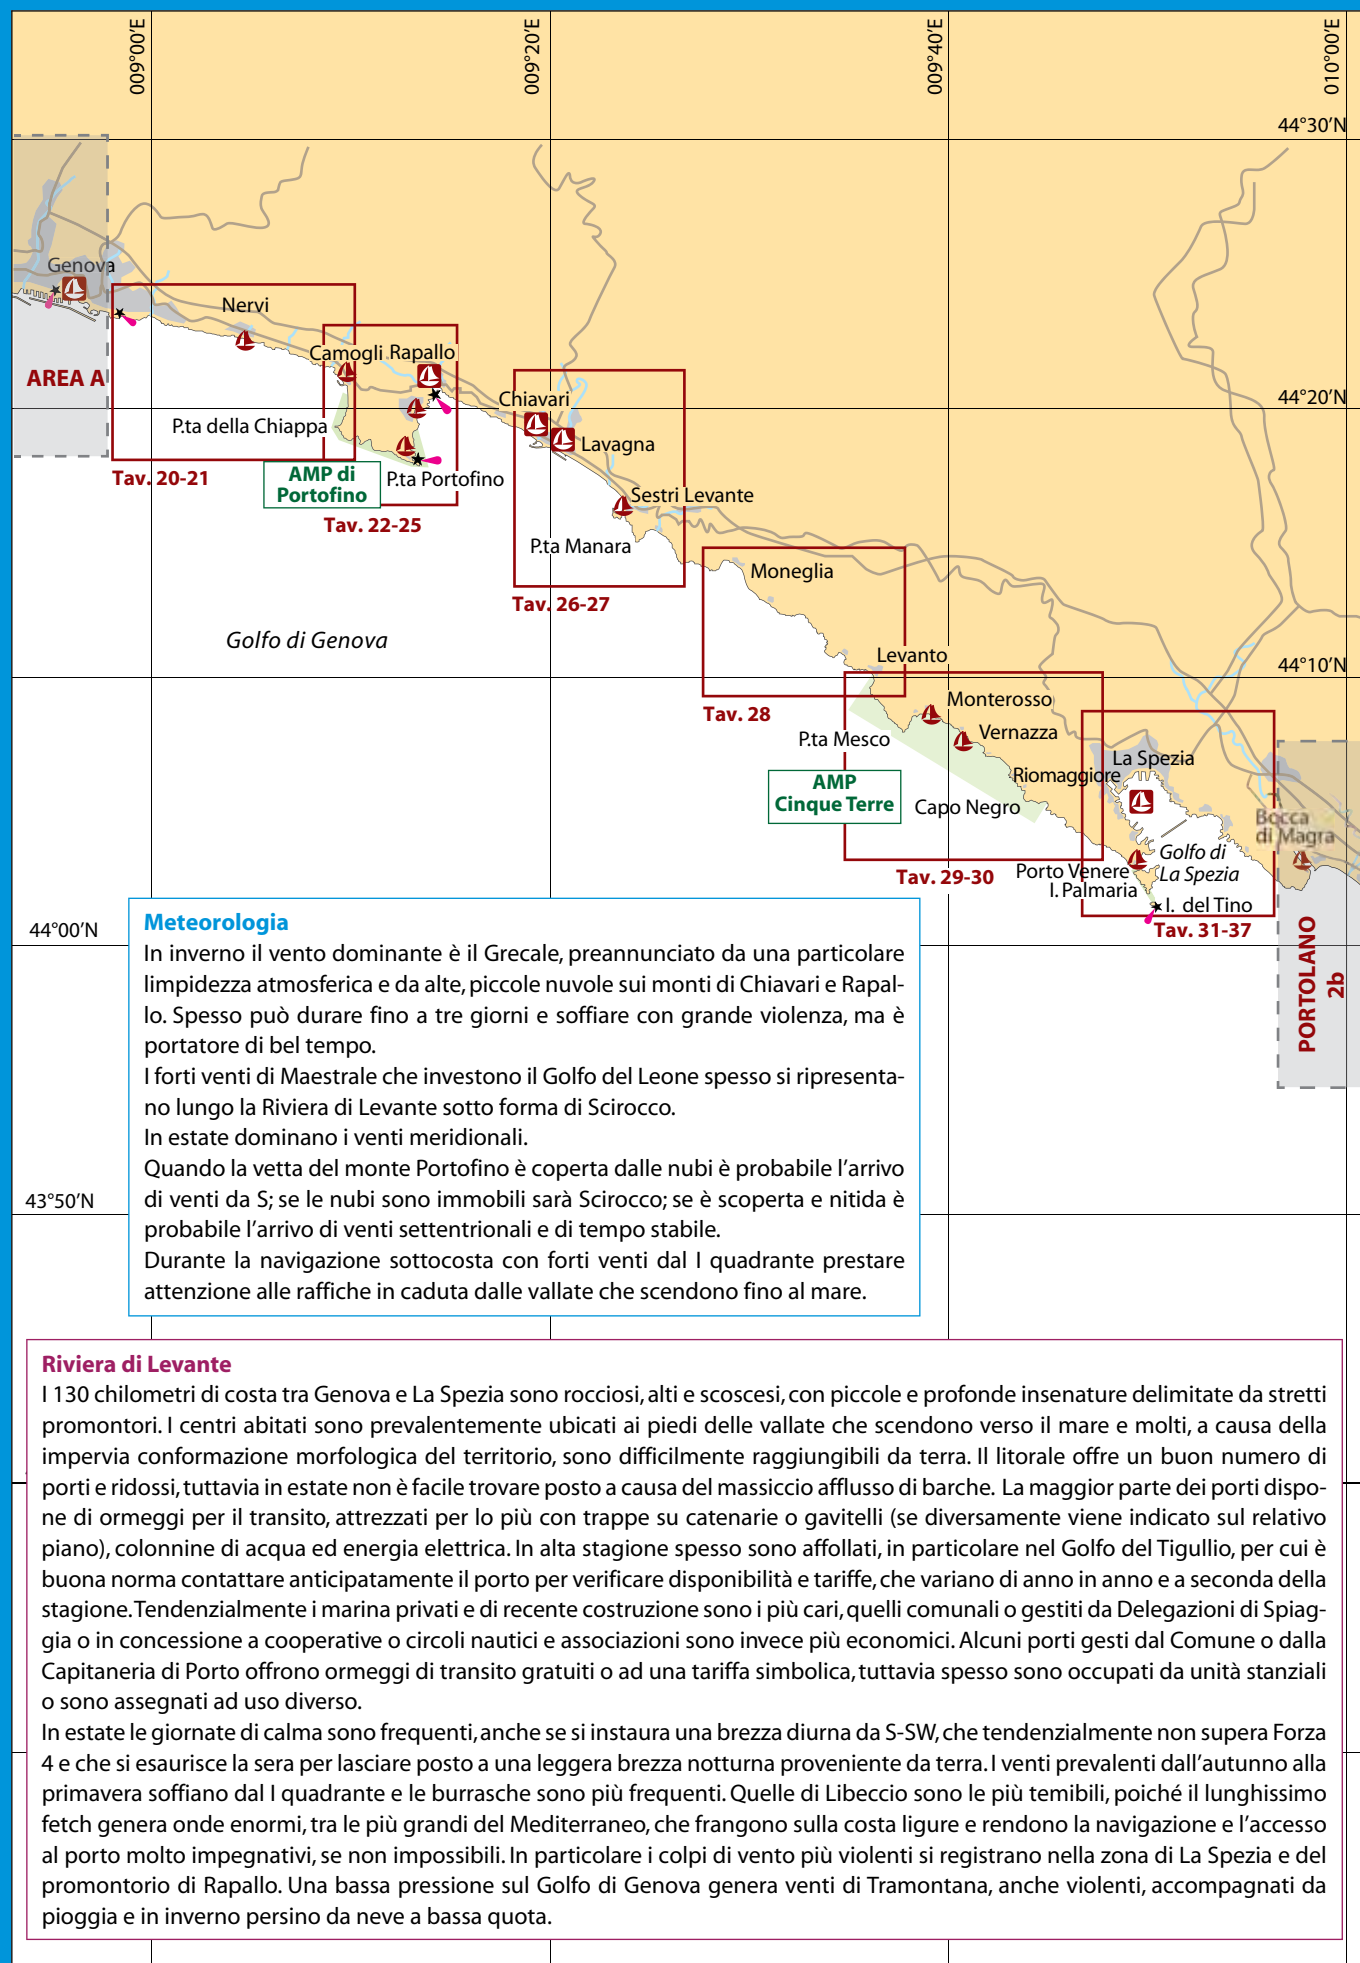 009°00'E
009°20'E
009°40'E
010°00'E
44°30'N
Genova
Nervi
AREA A
Camogli
Rapallo
44°20'N
Chiavari
P.ta della Chiappa
Lavagna
Tav. 20-21
AMP di
Portofino
P.ta Portofino
Sestri Levante
Tav. 22-25
P.ta Manara
Moneglia
Tav. 26-27
Golfo di Genova
Levanto
44°10'N
Monterosso
Tav. 28
P.ta Mesco
Vernazza
La Spezia
Riomaggiore
AMP
Cinque Terre
Capo Negro
Bocca
di Magra
Golfo di
La Spezia
Tav. 29-30
Porto Venere
I. Palmaria
I. del Tino
Tav. 31-37
44°00'N
PORTOLANO
2b
Meteorologia
In inverno il vento dominante è il Grecale, preannunciato da una particolare
limpidezza atmosferica e da alte, piccole nuvole sui monti di Chiavari e Rapal-
lo. Spesso può durare fino a tre giorni e soffiare con grande violenza, ma è
portatore di bel tempo.
I forti venti di Maestrale che investono il Golfo del Leone spesso si ripresenta-
no lungo la Riviera di Levante sotto forma di Scirocco.
In estate dominano i venti meridionali.
Quando la vetta del monte Portofino è coperta dalle nubi è probabile l'arrivo
di venti da S; se le nubi sono immobili sarà Scirocco; se è scoperta e nitida è
probabile l'arrivo di venti settentrionali e di tempo stabile.
Durante la navigazione sottocosta con forti venti dal I quadrante prestare
attenzione alle raffiche in caduta dalle vallate che scendono fino al mare.
43°50'N
Riviera di Levante
I 130 chilometri di costa tra Genova e La Spezia sono rocciosi, alti e scoscesi, con piccole e profonde insenature delimitate da stretti
promontori. I centri abitati sono prevalentemente ubicati ai piedi delle vallate che scendono verso il mare e molti, a causa della
impervia conformazione morfologica del territorio, sono difficilmente raggiungibili da terra. Il litorale offre un buon numero di
porti e ridossi, tuttavia in estate non è facile trovare posto a causa del massiccio afflusso di barche. La maggior parte dei porti dispo-
ne di ormeggi per il transito, attrezzati per lo più con trappe su catenarie o gavitelli (se diversamente viene indicato sul relativo
piano), colonnine di acqua ed energia elettrica. In alta stagione spesso sono affollati, in particolare nel Golfo del Tigullio, per cui è
buona norma contattare anticipatamente il porto per verificare disponibilità e tariffe, che variano di anno in anno e a seconda della
stagione. Tendenzialmente i marina privati e di recente costruzione sono i più cari, quelli comunali o gestiti da Delegazioni di Spiag-
gia o in concessione a cooperative o circoli nautici e associazioni sono invece più economici. Alcuni porti gesti dal Comune o dalla
Capitaneria di Porto offrono ormeggi di transito gratuiti o ad una tariffa simbolica, tuttavia spesso sono occupati da unità stanziali
o sono assegnati ad uso diverso.
In estate le giornate di calma sono frequenti, anche se si instaura una brezza diurna da S-SW, che tendenzialmente non supera Forza
4 e che si esaurisce la sera per lasciare posto a una leggera brezza notturna proveniente da terra. I venti prevalenti dall'autunno alla
primavera soffiano dal I quadrante e le burrasche sono più frequenti. Quelle di Libeccio sono le più temibili, poiché il lunghissimo
fetch genera onde enormi, tra le più grandi del Mediterraneo, che frangono sulla costa ligure e rendono la navigazione e l'accesso
al porto molto impegnativi, se non impossibili. In particolare i colpi di vento più violenti si registrano nella zona di La Spezia e del
promontorio di Rapallo. Una bassa pressione sul Golfo di Genova genera venti di Tramontana, anche violenti, accompagnati da
pioggia e in inverno persino da neve a bassa quota.